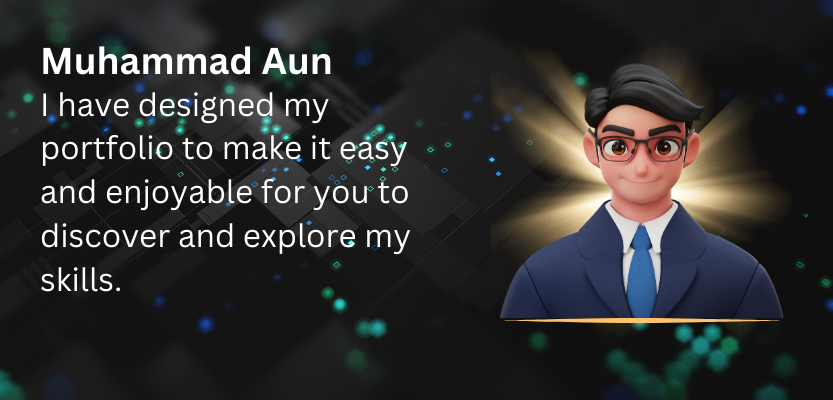 Muhammad Aun
I have designed my
portfolio to make it easy
and enjoyable for you to
discover and explore my
skills.